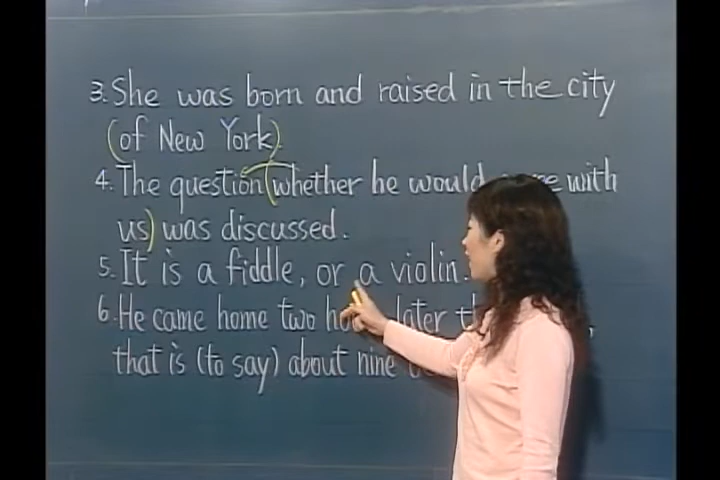 3. She was born and raised in the city
(of New York).
4. The question (whether he would with
us) was discussed.
5. It is a fiddle, or a violin.
6. He came home two later
that is (to say) about nine